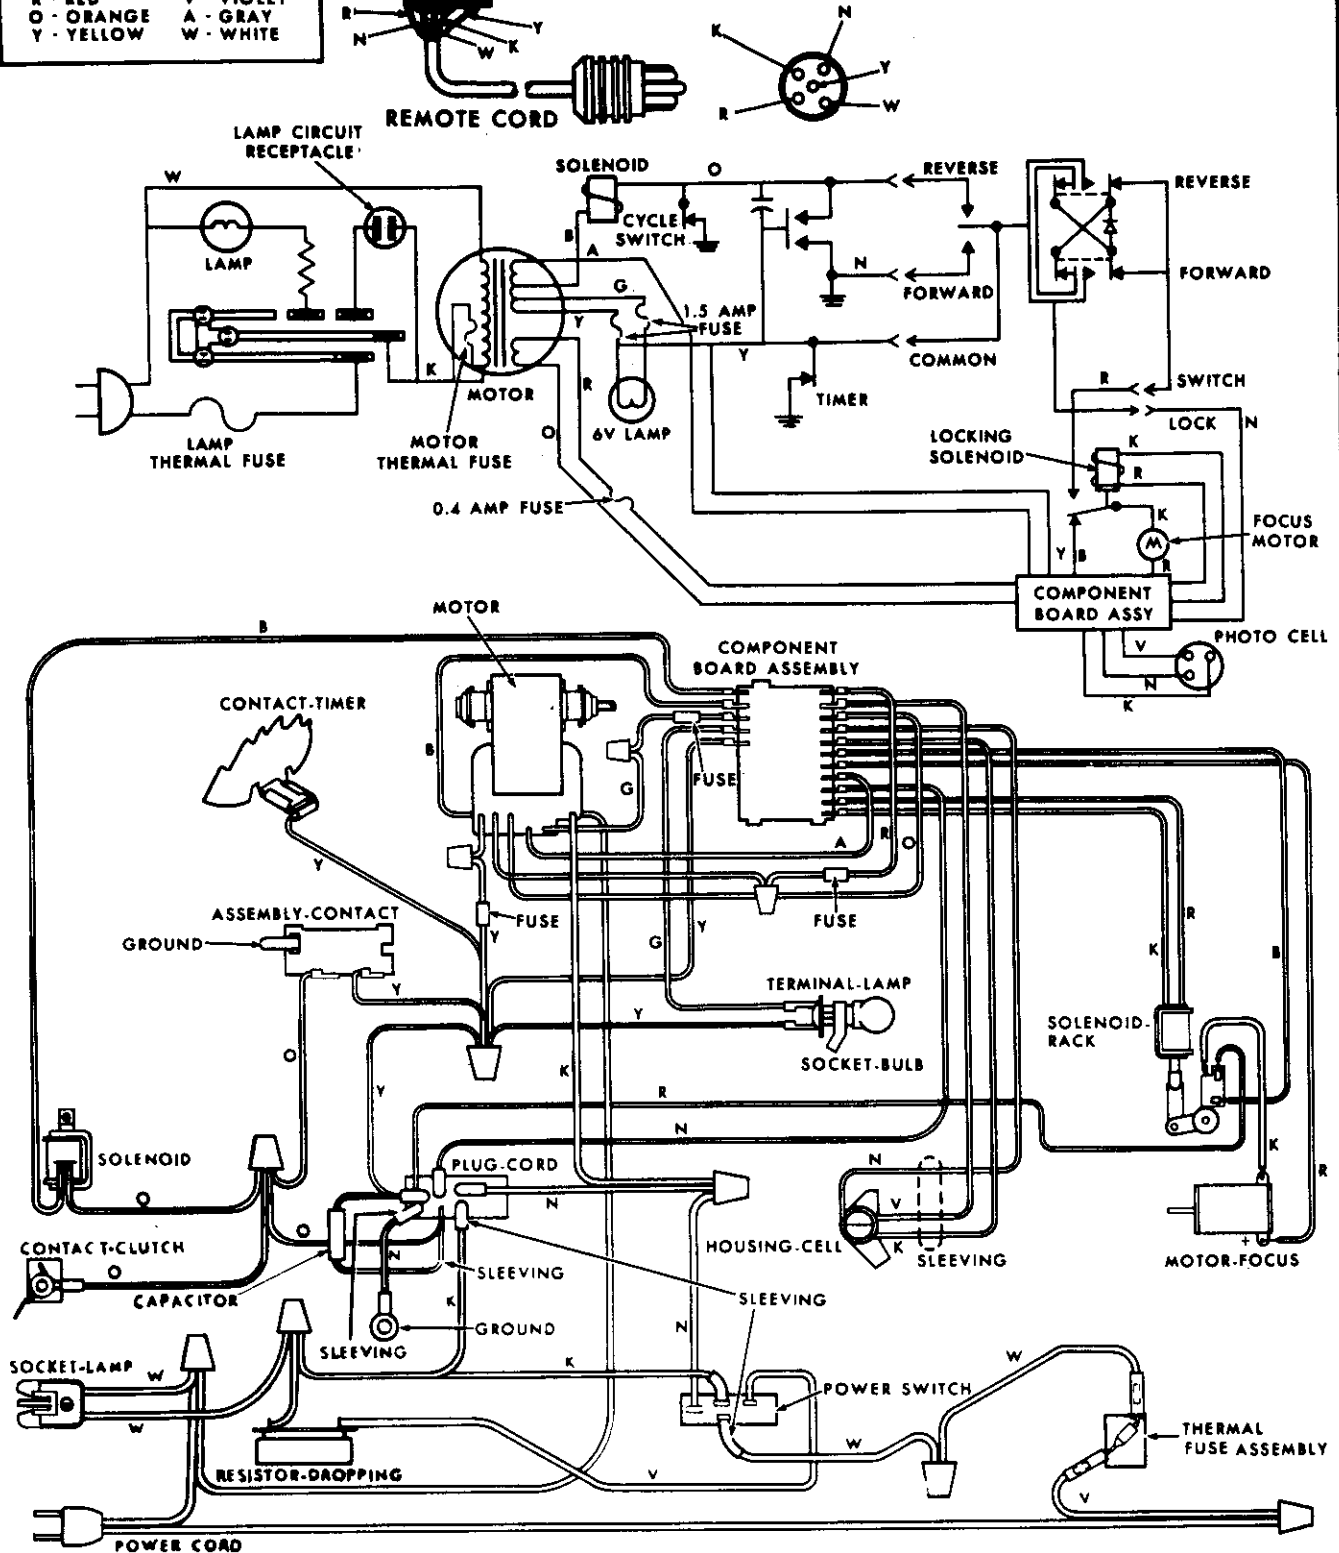 R - RED V - VIOLET
O - ORANGE A - GRAY
Y - YELLOW W - WHITE
R
N
Y
K
W
REMOTE CORD
N
K
Y
W
R
LAMP CIRCUIT
RECEPTACLE
W
LAMP
K
LAMP
THERMAL FUSE
MOTOR
MOTOR
THERMAL FUSE
SOLENOID
O
B
A
CYCLE
SWITCH
G
1.5 AMP
FUSE
Y
Y
R
O
6V LAMP
0.4 AMP FUSE
TIMER
REVERSE
N
FORWARD
COMMON
REVERSE
FORWARD
R
SWITCH
LOCK
N
LOCKING
SOLENOID
K
R
K
FOCUS
MOTOR
M
Y
B
R
COMPONENT
BOARD ASSY
PHOTO CELL
V
N
K
MOTOR
B
COMPONENT
BOARD ASSEMBLY
CONTACT-TIMER
B
FUSE
G
Y
A
R
O
ASSEMBLY-CONTACT
GROUND
FUSE
Y
FUSE
Y
G
R
K
B
Y
TERMINAL-LAMP
Y
SOCKET-BULB
SOLENOID-
RACK
O
Y
K
R
N
SOLENOID
PLUG-CORD
N
K
R
O
N
V
K
HOUSING-CELL
SLEEVING
MOTOR-FOCUS
+
CONTACT-CLUTCH
O
O
N
SLEEVING
CAPACITOR
K
SLEEVING
GROUND
N
SLEEVING
SOCKET-LAMP
W
W
K
POWER SWITCH
W
W
THERMAL
FUSE ASSEMBLY
RESISTOR-DROPPING
V
V
POWER CORD